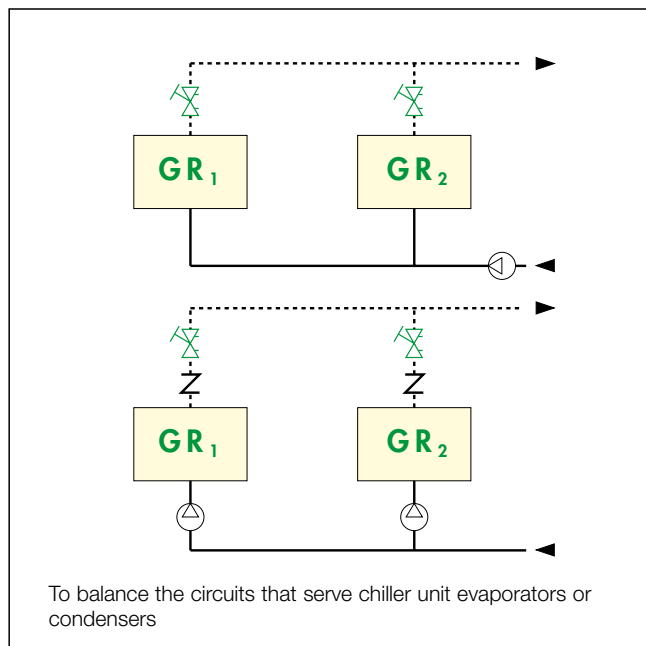 GR1 GR2
GR1 GR2
To balance the circuits that serve chiller unit evaporators or
condensers